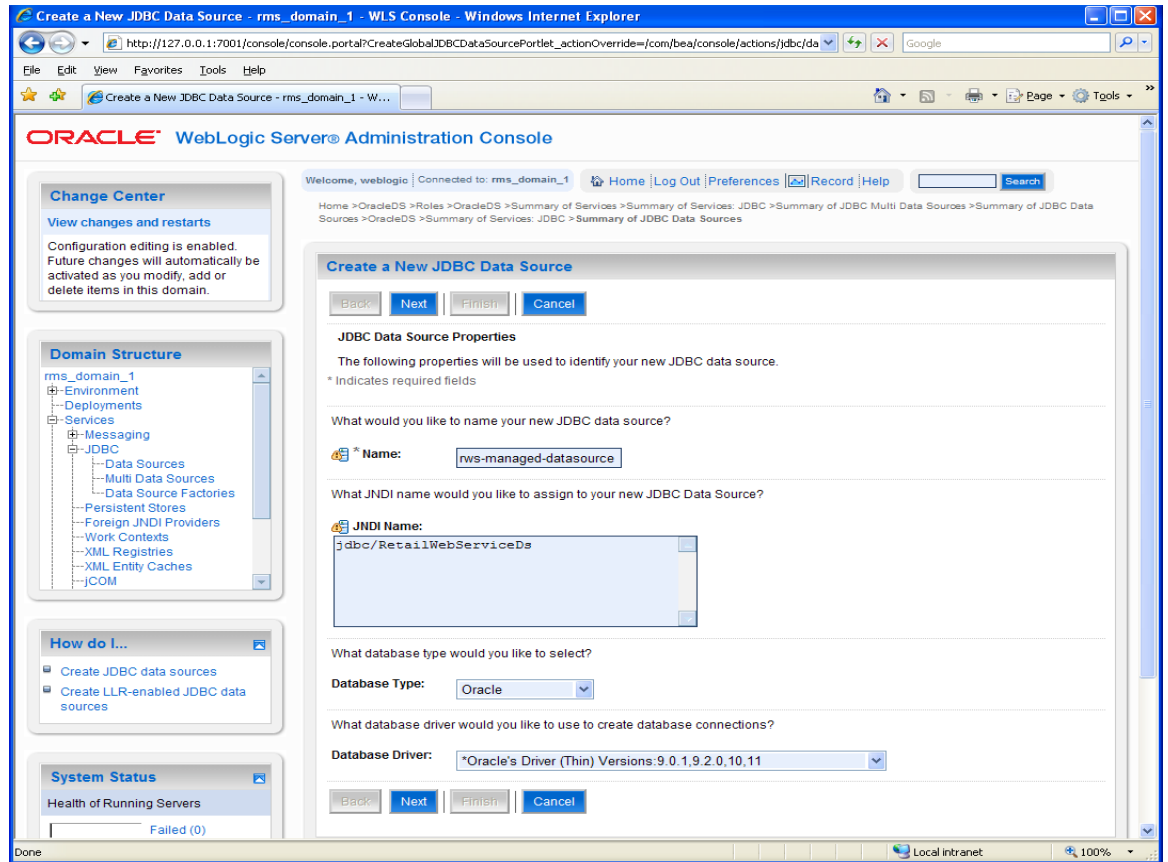 Create a New JDBC Data Source - rms_domain_1 - WLS Console - Windows Internet Explorer
http://127.0.0.1:7001/console/console.portal?CreateGlobalJDBCDataSourcePortlet_actionOverride=/com/bea/console/actions/jdbc/da
Google
File Edit View Favorites Tools Help
Create a New JDBC Data Source - rms_domain_1 - W...
Page Tools »
ORACLE WebLogic Server® Administration Console
Change Center
View changes and restarts
Configuration editing is enabled.
Future changes will automatically be
activated as you modify, add or
delete items in this domain.
Domain Structure
rms_domain_1
Environment
Deployments
Services
Messaging
JDBC
Data Sources
Multi Data Sources
Data Source Factories
Persistent Stores
Foreign JNDI Providers
Work Contexts
XML Registries
XML Entity Caches
jCOM
How do I...
Create JDBC data sources
Create LLR-enabled JDBC data
sources
System Status
Health of Running Servers
Failed (0)
Welcome, weblogic Connected to: rms_domain_1 Home Log Out Preferences Record Help Search
Home >OracleDS >Roles >OracleDS >Summary of Services >Summary of Services: JDBC >Summary of JDBC Multi Data Sources >Summary of JDBC Data
Sources >OracleDS >Summary of Services: JDBC >Summary of JDBC Data Sources
Create a New JDBC Data Source
Back Next Finish Cancel
JDBC Data Source Properties
The following properties will be used to identify your new JDBC data source.
* Indicates required fields
What would you like to name your new JDBC data source?
* Name: rws-managed-datasource
What JNDI name would you like to assign to your new JDBC Data Source?
JNDI Name:
jdbc/RetailWebServiceDs
What database type would you like to select?
Database Type: Oracle
What database driver would you like to use to create database connections?
Database Driver: *Oracle's Driver (Thin) Versions:9.0.1,9.2.0,10,11
Back Next Finish Cancel
Done Local intranet 100%